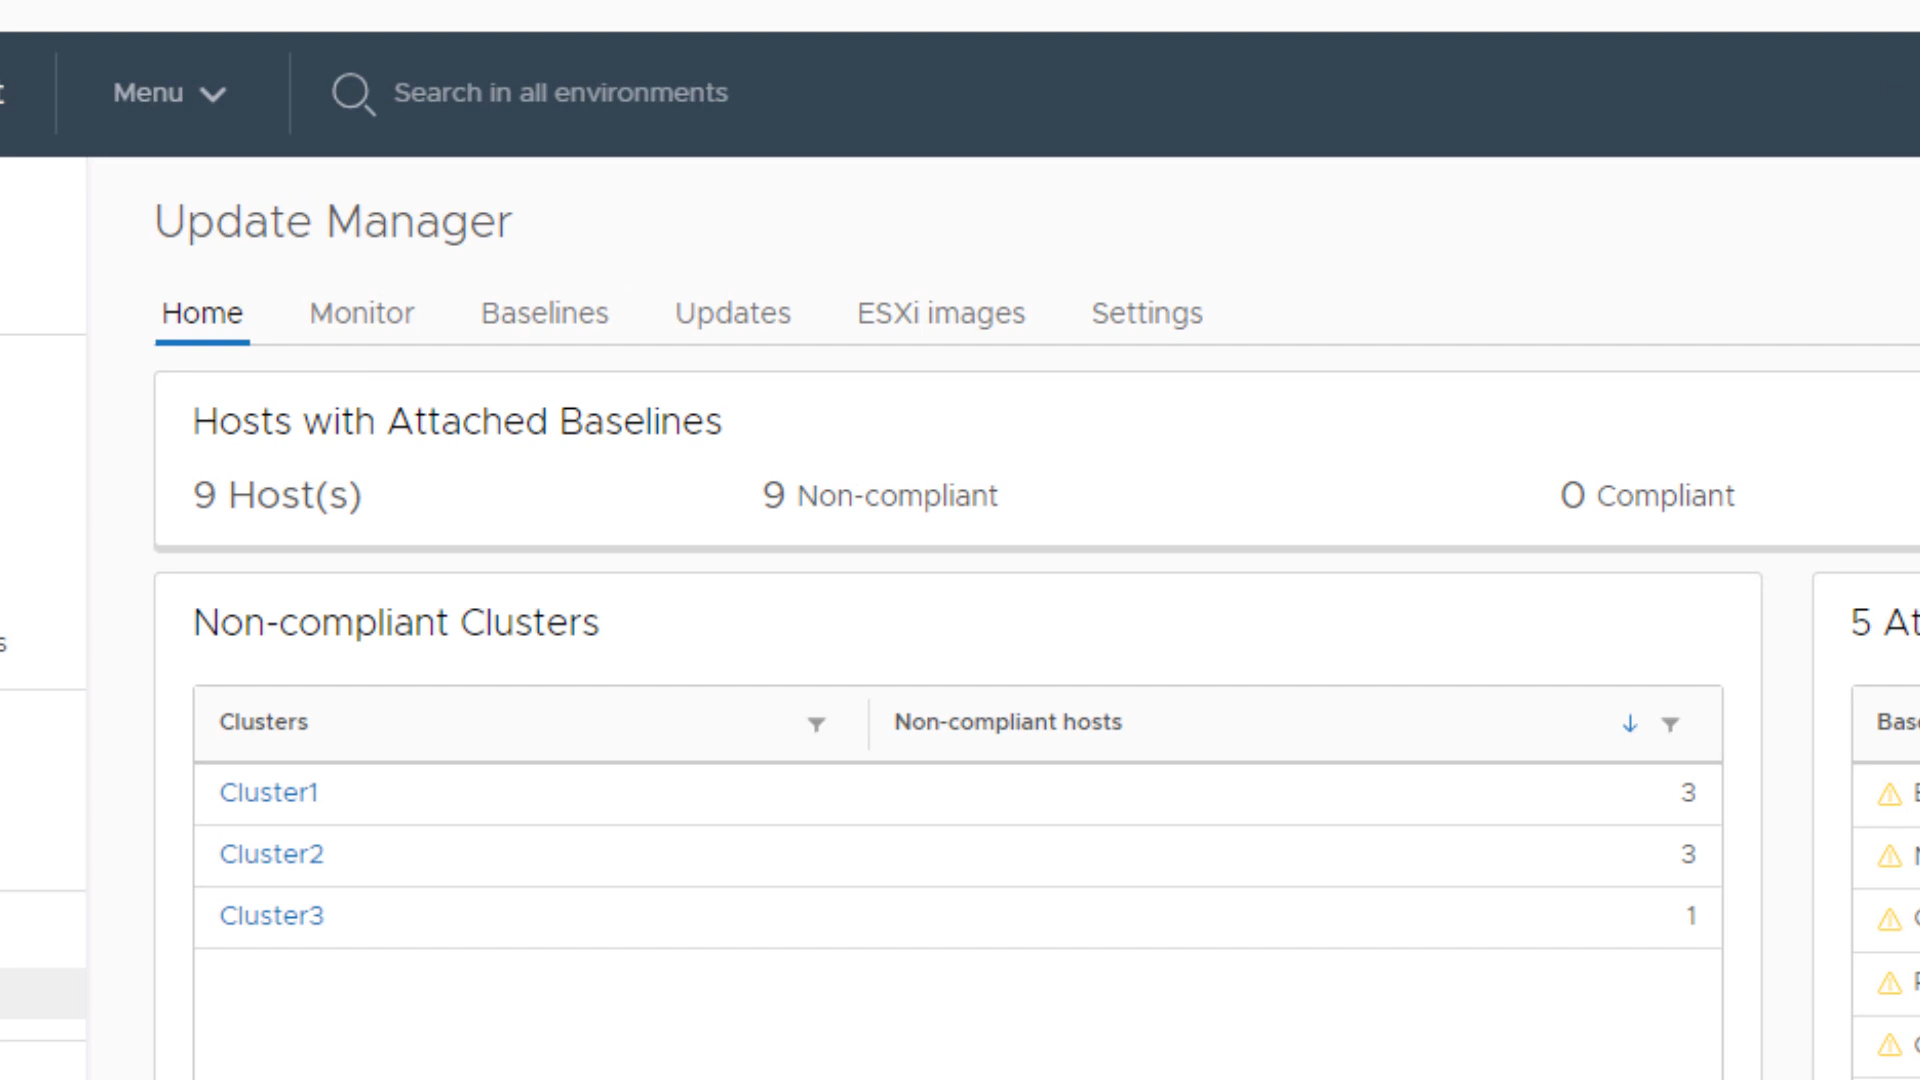 Menu
Search in all environments
Update Manager
Home Monitor Baselines Updates ESXi images Settings
Hosts with Attached Baselines
9 Host(s) 9 Non-compliant 0 Compliant
Non-compliant Clusters
5
Clusters Non-compliant hosts
Cluster1 3
Cluster2 3
Cluster3 1